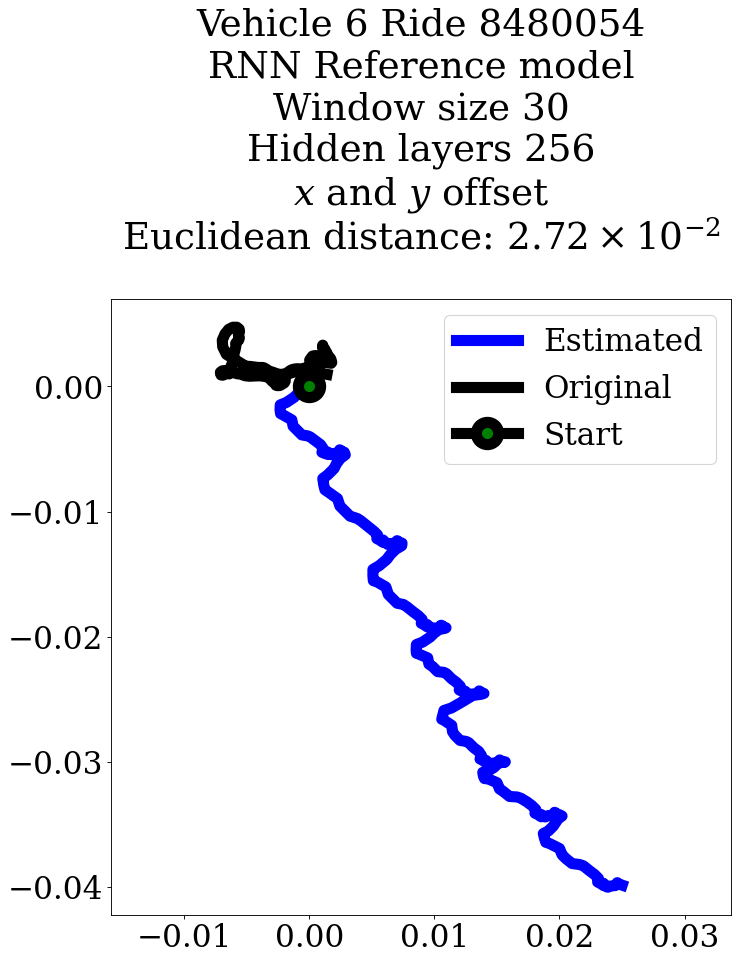 Vehicle 6 Ride 8480054
RNN Reference model
Window size 30
Hidden layers 256
x and y offset
Euclidean distance: 2.72 × 10⁻²
Estimated
Original
Start
0.00
−0.01
−0.02
−0.03
−0.04
−0.01 0.00 0.01 0.02 0.03